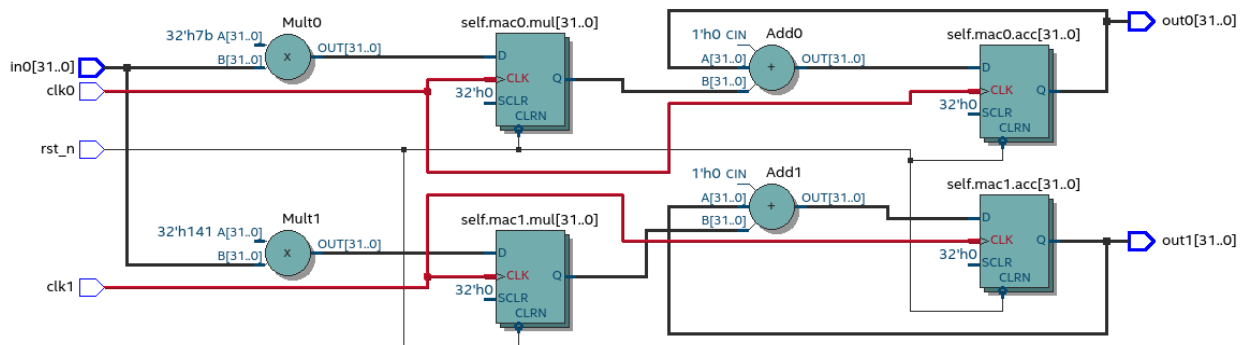 Mult0
32'h7b A[31..0]
B[31..0]
x
OUT[31..0]
self.mac0.mul[31..0]
D
CLK
32'h0
SCLR
CLRN
Q
Add0
1'h0 CIN
A[31..0]
B[31..0]
+
OUT[31..0]
self.mac0.acc[31..0]
D
CLK
32'h0
SCLR
CLRN
Q
out0[31..0]
in0[31..0]
clk0
rst_n
Mult1
32'h141 A[31..0]
B[31..0]
x
OUT[31..0]
self.mac1.mul[31..0]
D
CLK
32'h0
SCLR
CLRN
Q
Add1
1'h0 CIN
A[31..0]
B[31..0]
+
OUT[31..0]
self.mac1.acc[31..0]
D
CLK
32'h0
SCLR
CLRN
Q
out1[31..0]
clk1